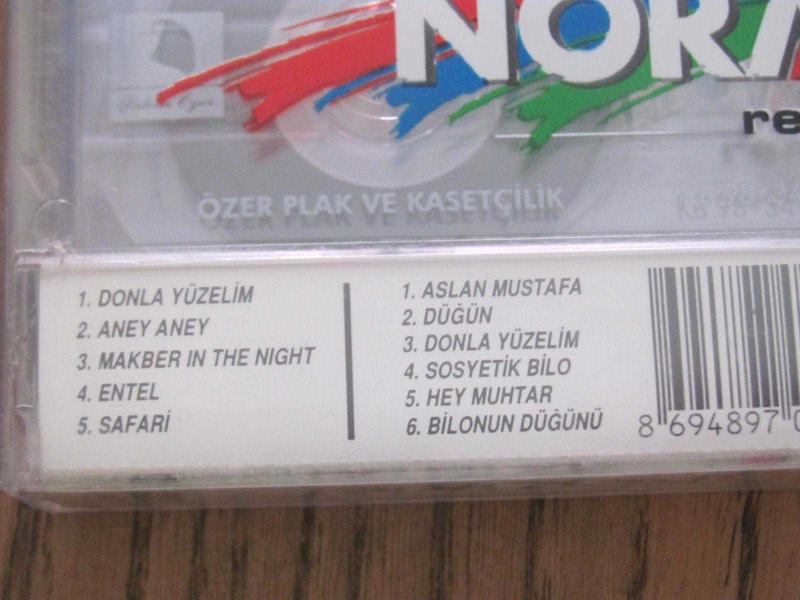 NORA
re
ÖZER PLAK VE KASETÇİLİK
1. DONLA YÜZELİM
2. ANEY ANEY
3. MAKBER IN THE NIGHT
4. ENTEL
5. SAFARİ
1. ASLAN MUSTAFA
2. DÜĞÜN
3. DONLA YÜZELİM
4. SOSYETİK BİLO
5. HEY MUHTAR
6. BİLONUN DÜĞÜNÜ
8 694897 0